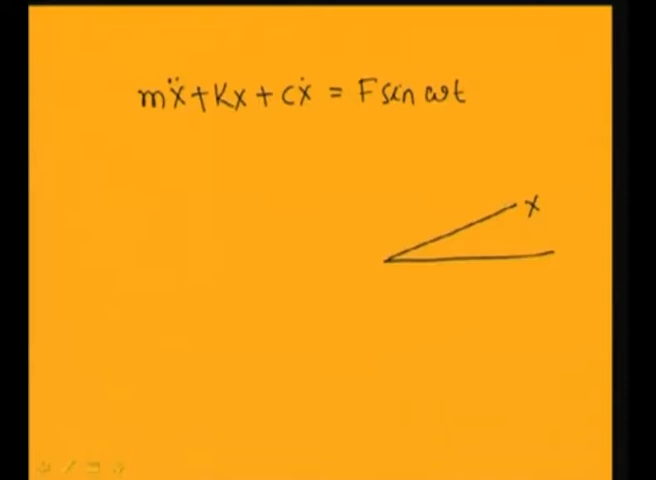 mẍ + Kx + cẋ = F sin ωt
x